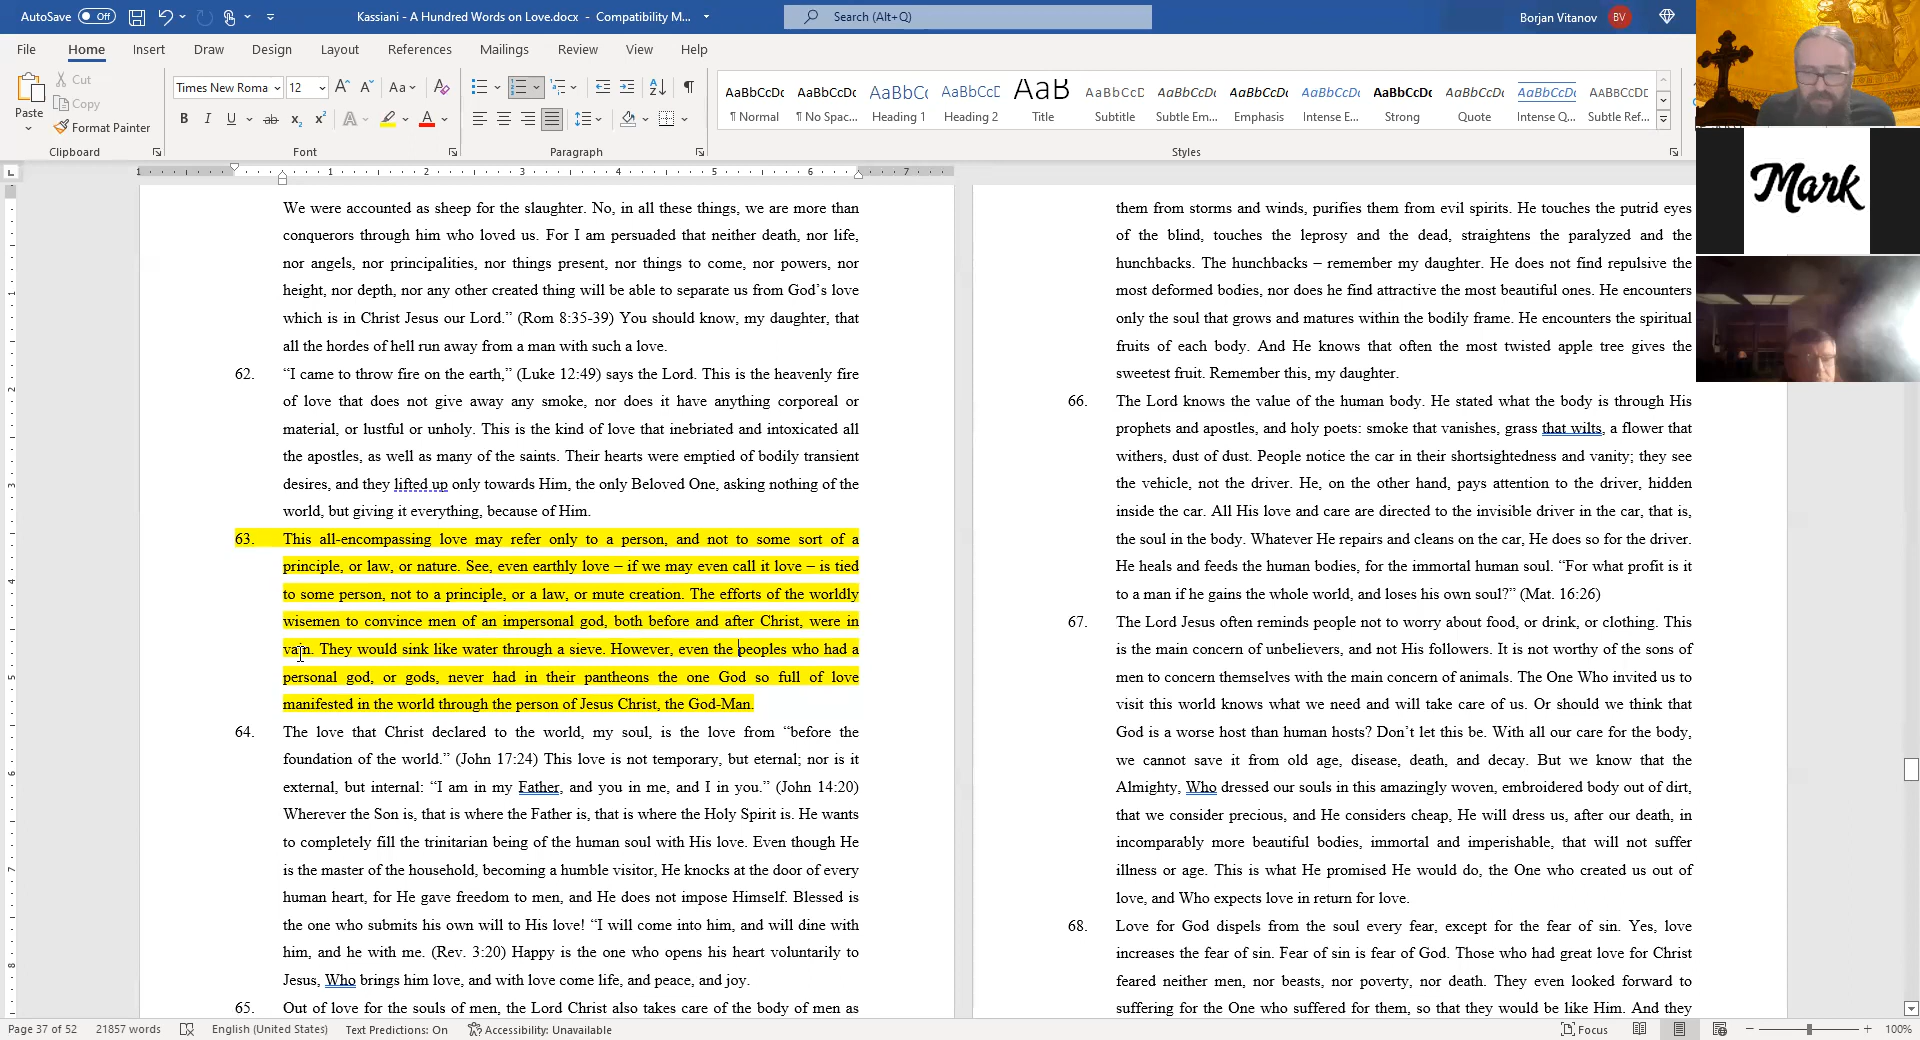 AutoSave Off Kassiani - A Hundred Words on Love.docx - Compatibility M... Search (Alt+Q) Borjan Vitanov BV
File Home Insert Draw Design Layout References Mailings Review View Help
Paste Cut Copy Format Painter
Times New Roma 12
AaBbCcDc AaBbCcDc AaBbC AaBbCcD AaB AaBbCcD AaBbCcDc AaBbCcDc AaBbCcDc AaBbCcDc AaBbCcDc AaBbCcDc AABBCCDE
¶ Normal ¶ No Spac... Heading 1 Heading 2 Title Subtitle Subtle Em... Emphasis Intense E... Strong Quote Intense Q... Subtle Ref...
Clipboard Font Paragraph Styles
Mark
We were accounted as sheep for the slaughter. No, in all these things, we are more than
conquerors through him who loved us. For I am persuaded that neither death, nor life,
nor angels, nor principalities, nor things present, nor things to come, nor powers, nor
height, nor depth, nor any other created thing will be able to separate us from God’s love
which is in Christ Jesus our Lord.” (Rom 8:35-39) You should know, my daughter, that
all the hordes of hell run away from a man with such a love.
62. “I came to throw fire on the earth,” (Luke 12:49) says the Lord. This is the heavenly fire
of love that does not give away any smoke, nor does it have anything corporeal or
material, or lustful or unholy. This is the kind of love that inebriated and intoxicated all
the apostles, as well as many of the saints. Their hearts were emptied of bodily transient
desires, and they lifted up only towards Him, the only Beloved One, asking nothing of the
world, but giving it everything, because of Him.
63. This all-encompassing love may refer only to a person, and not to some sort of a
principle, or law, or nature. See, even earthly love – if we may even call it love – is tied
to some person, not to a principle, or a law, or mute creation. The efforts of the worldly
wisemen to convince men of an impersonal god, both before and after Christ, were in
vain. They would sink like water through a sieve. However, even the peoples who had a
personal god, or gods, never had in their pantheons the one God so full of love
manifested in the world through the person of Jesus Christ, the God-Man.
64. The love that Christ declared to the world, my soul, is the love from “before the
foundation of the world.” (John 17:24) This love is not temporary, but eternal; nor is it
external, but internal: “I am in my Father, and you in me, and I in you.” (John 14:20)
Wherever the Son is, that is where the Father is, that is where the Holy Spirit is. He wants
to completely fill the trinitarian being of the human soul with His love. Even though He
is the master of the household, becoming a humble visitor, He knocks at the door of every
human heart, for He gave freedom to men, and He does not impose Himself. Blessed is
the one who submits his own will to His love! “I will come into him, and will dine with
him, and he with me. (Rev. 3:20) Happy is the one who opens his heart voluntarily to
Jesus, Who brings him love, and with love come life, and peace, and joy.
65. Out of love for the souls of men, the Lord Christ also takes care of the body of men as
them from storms and winds, purifies them from evil spirits. He touches the putrid eyes
of the blind, touches the leprosy and the dead, straightens the paralyzed and the
hunchbacks. The hunchbacks – remember my daughter. He does not find repulsive the
most deformed bodies, nor does he find attractive the most beautiful ones. He encounters
only the soul that grows and matures within the bodily frame. He encounters the spiritual
fruits of each body. And He knows that often the most twisted apple tree gives the
sweetest fruit. Remember this, my daughter.
66. The Lord knows the value of the human body. He stated what the body is through His
prophets and apostles, and holy poets: smoke that vanishes, grass that wilts, a flower that
withers, dust of dust. People notice the car in their shortsightedness and vanity; they see
the vehicle, not the driver. He, on the other hand, pays attention to the driver, hidden
inside the car. All His love and care are directed to the invisible driver in the car, that is,
the soul in the body. Whatever He repairs and cleans on the car, He does so for the driver.
He heals and feeds the human bodies, for the immortal human soul. “For what profit is it
to a man if he gains the whole world, and loses his own soul?” (Mat. 16:26)
67. The Lord Jesus often reminds people not to worry about food, or drink, or clothing. This
is the main concern of unbelievers, and not His followers. It is not worthy of the sons of
men to concern themselves with the main concern of animals. The One Who invited us to
visit this world knows what we need and will take care of us. Or should we think that
God is a worse host than human hosts? Don’t let this be. With all our care for the body,
we cannot save it from old age, disease, death, and decay. But we know that the
Almighty, Who dressed our souls in this amazingly woven, embroidered body out of dirt,
that we consider precious, and He considers cheap, He will dress us, after our death, in
incomparably more beautiful bodies, immortal and imperishable, that will not suffer
illness or age. This is what He promised He would do, the One who created us out of
love, and Who expects love in return for love.
68. Love for God dispels from the soul every fear, except for the fear of sin. Yes, love
increases the fear of sin. Fear of sin is fear of God. Those who had great love for Christ
feared neither men, nor beasts, nor poverty, nor death. They even looked forward to
suffering for the One who suffered for them, so that they would be like Him. And they
Page 37 of 52 21857 words English (United States) Text Predictions: On Accessibility: Unavailable Focus 100%